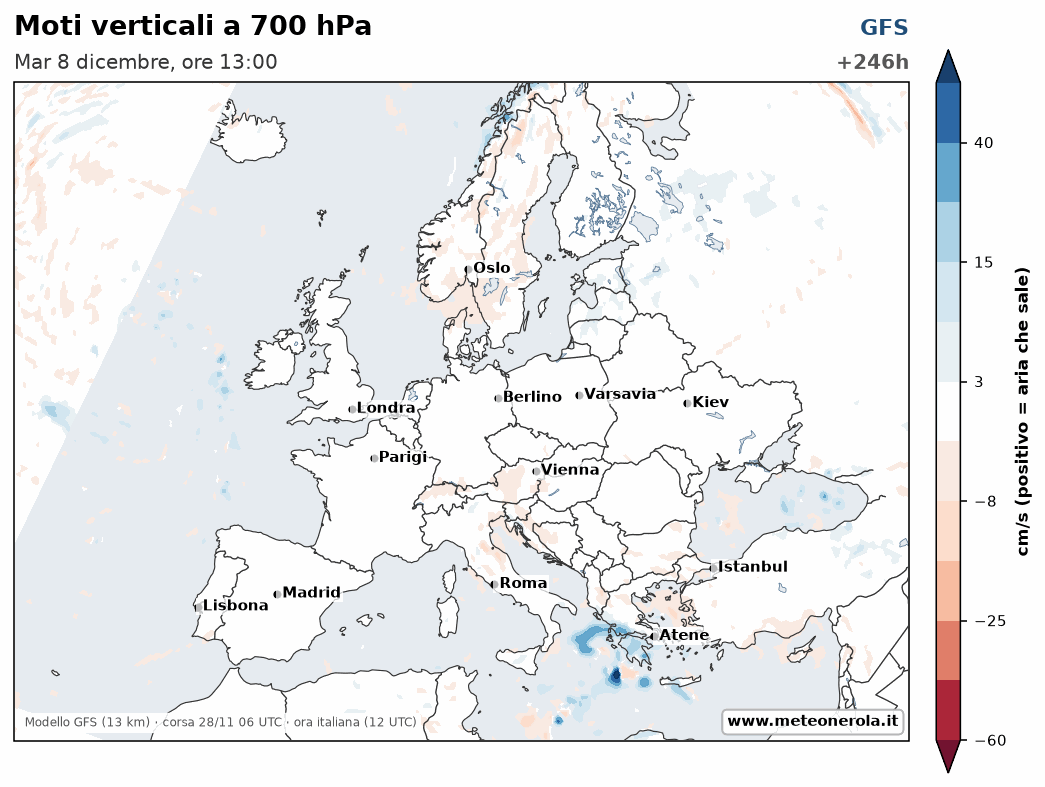 Moti verticali a 700 hPa
GFS
Mar 8 dicembre, ore 13:00
+246h
Oslo
Londra
Berlino
Varsavia
Kiev
Parigi
Vienna
Istanbul
Roma
Madrid
Lisbona
Atene
Modello GFS (13 km) · corsa 28/11 06 UTC · ora italiana (12 UTC)
www.meteonerola.it
40
15
3
−8
−25
−60
cm/s (positivo = aria che sale)